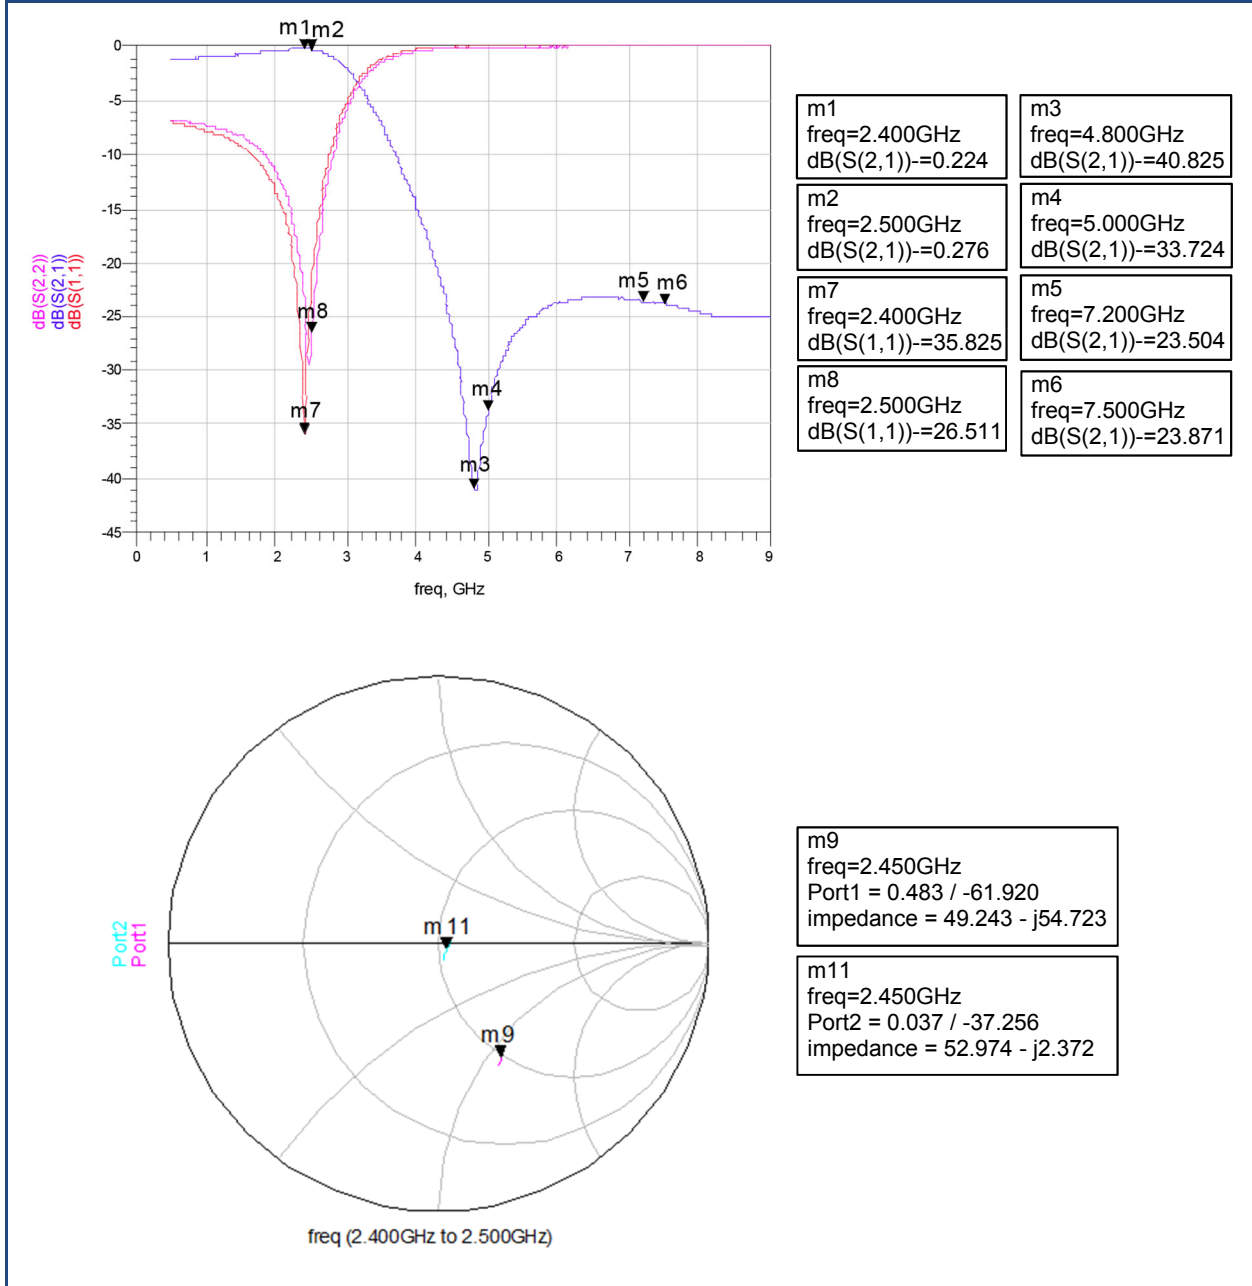 m1 m2
0
-5
-10
-15
-20
-25
-30
-35
-40
-45
dB(S(2,2))
dB(S(2,1))
dB(S(1,1))
m5 m6
m8
m4
m7
m3
0 1 2 3 4 5 6 7 8 9
freq, GHz
m1
freq=2.400GHz
dB(S(2,1))-=0.224
m3
freq=4.800GHz
dB(S(2,1))-=40.825
m2
freq=2.500GHz
dB(S(2,1))-=0.276
m4
freq=5.000GHz
dB(S(2,1))-=33.724
m7
freq=2.400GHz
dB(S(1,1))-=35.825
m5
freq=7.200GHz
dB(S(2,1))-=23.504
m8
freq=2.500GHz
dB(S(1,1))-=26.511
m6
freq=7.500GHz
dB(S(2,1))-=23.871
Port2
Port1
m11
m9
freq (2.400GHz to 2.500GHz)
m9
freq=2.450GHz
Port1 = 0.483 / -61.920
impedance = 49.243 - j54.723
m11
freq=2.450GHz
Port2 = 0.037 / -37.256
impedance = 52.974 - j2.372